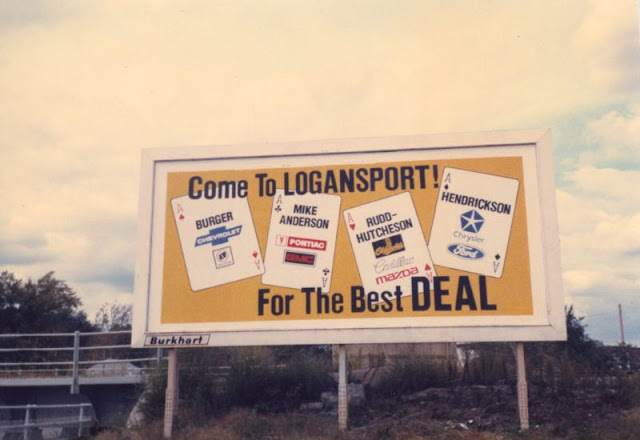 Come To LOGANSPORT!
A
BURGER
CHEVROLET
A
A
MIKE
ANDERSON
PONTIAC
GMC
A
A
RUDD-
HUTCHESON
Cadillac
mazda
A
A
HENDRICKSON
Chrysler
Ford
A
For The Best DEAL
Burkhart